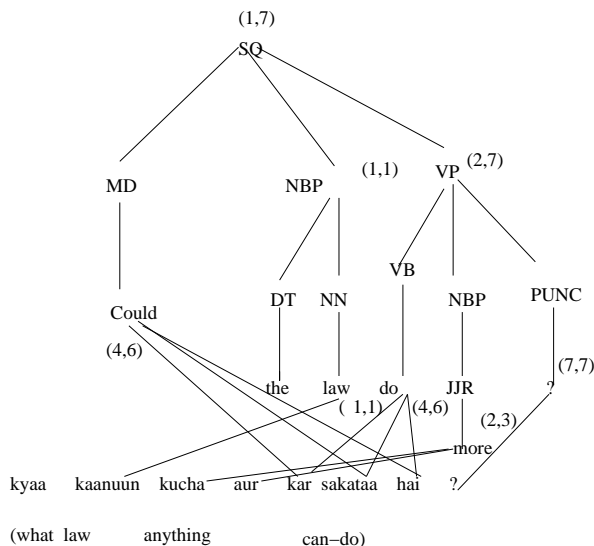 (1,7)
SQ
MD NBP (1,1) VP (2,7)
VB
DT NN NBP PUNC
Could
(4,6) (7,7)
the law do JJR ?
( 1,1) (4,6) (2,3)
more
kyaa kaanuun kucha aur kar sakataa hai ?
(what law anything can–do)